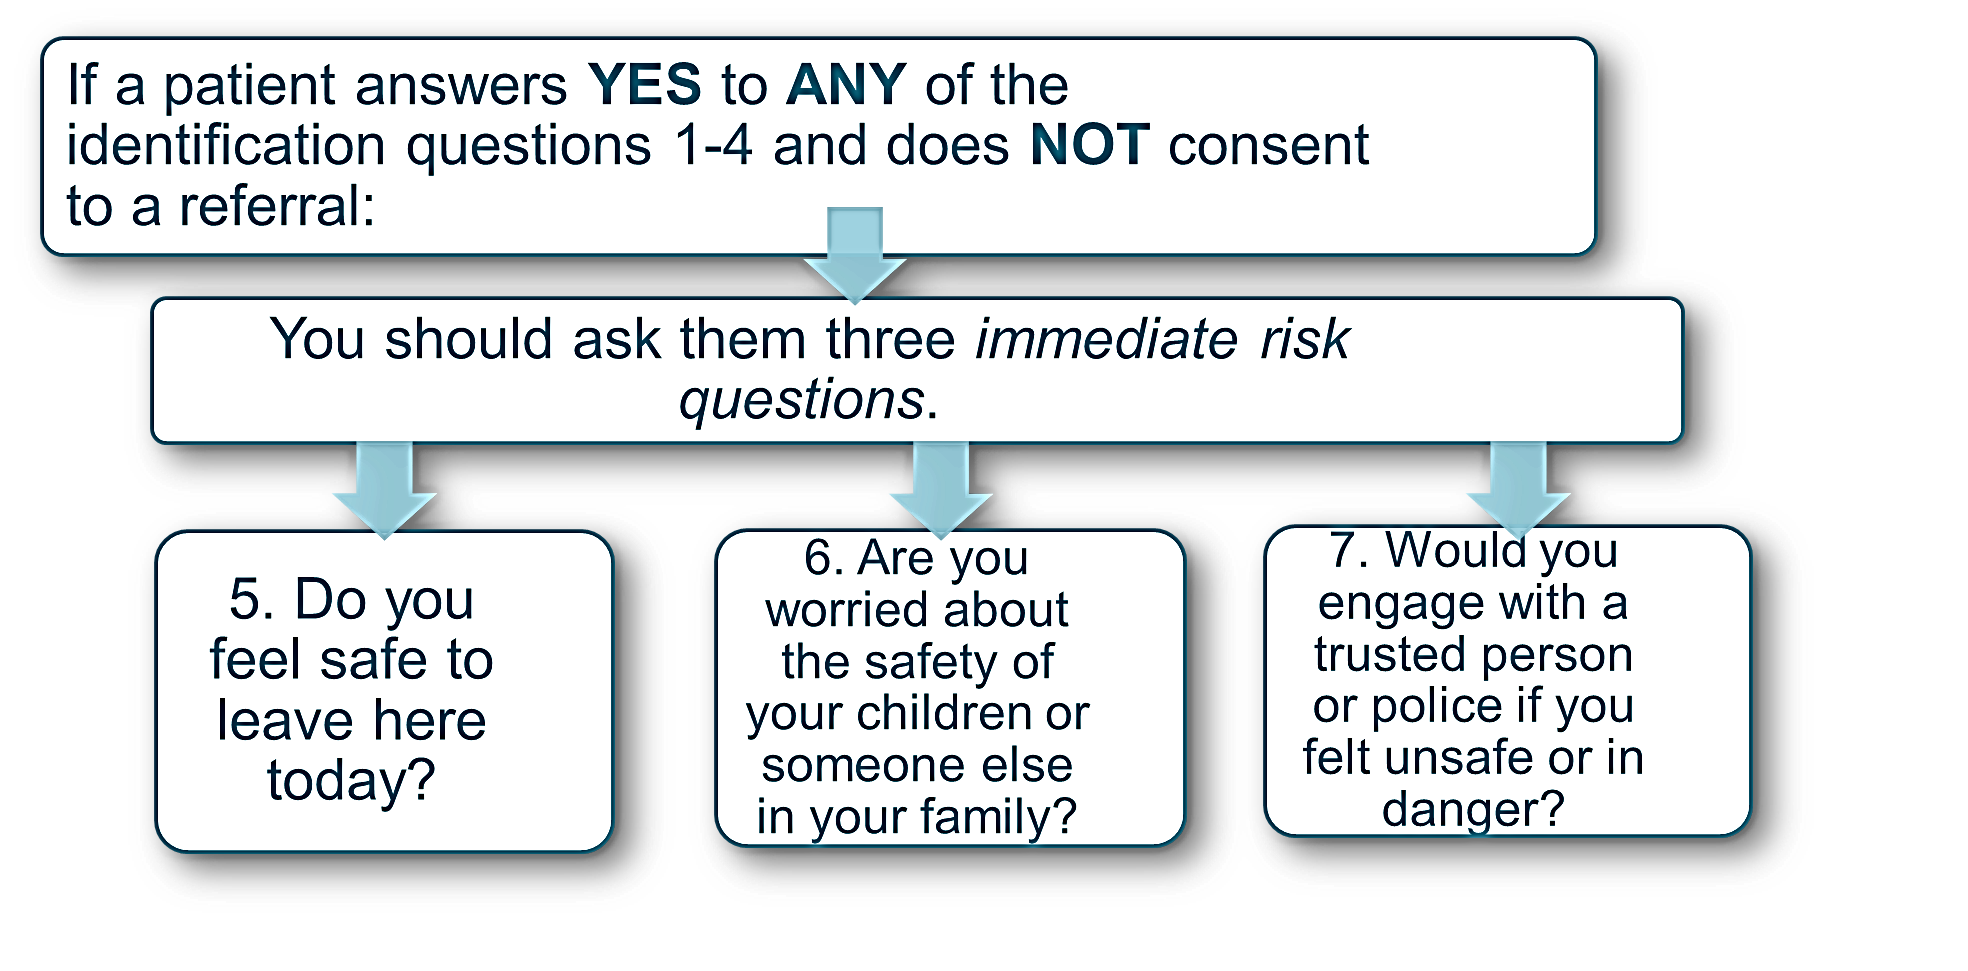 If a patient answers YES to ANY of the
identification questions 1-4 and does NOT consent
to a referral:
You should ask them three immediate risk
questions.
5. Do you
feel safe to
leave here
today?
6. Are you
worried about
the safety of
your children or
someone else
in your family?
7. Would you
engage with a
trusted person
or police if you
felt unsafe or in
danger?